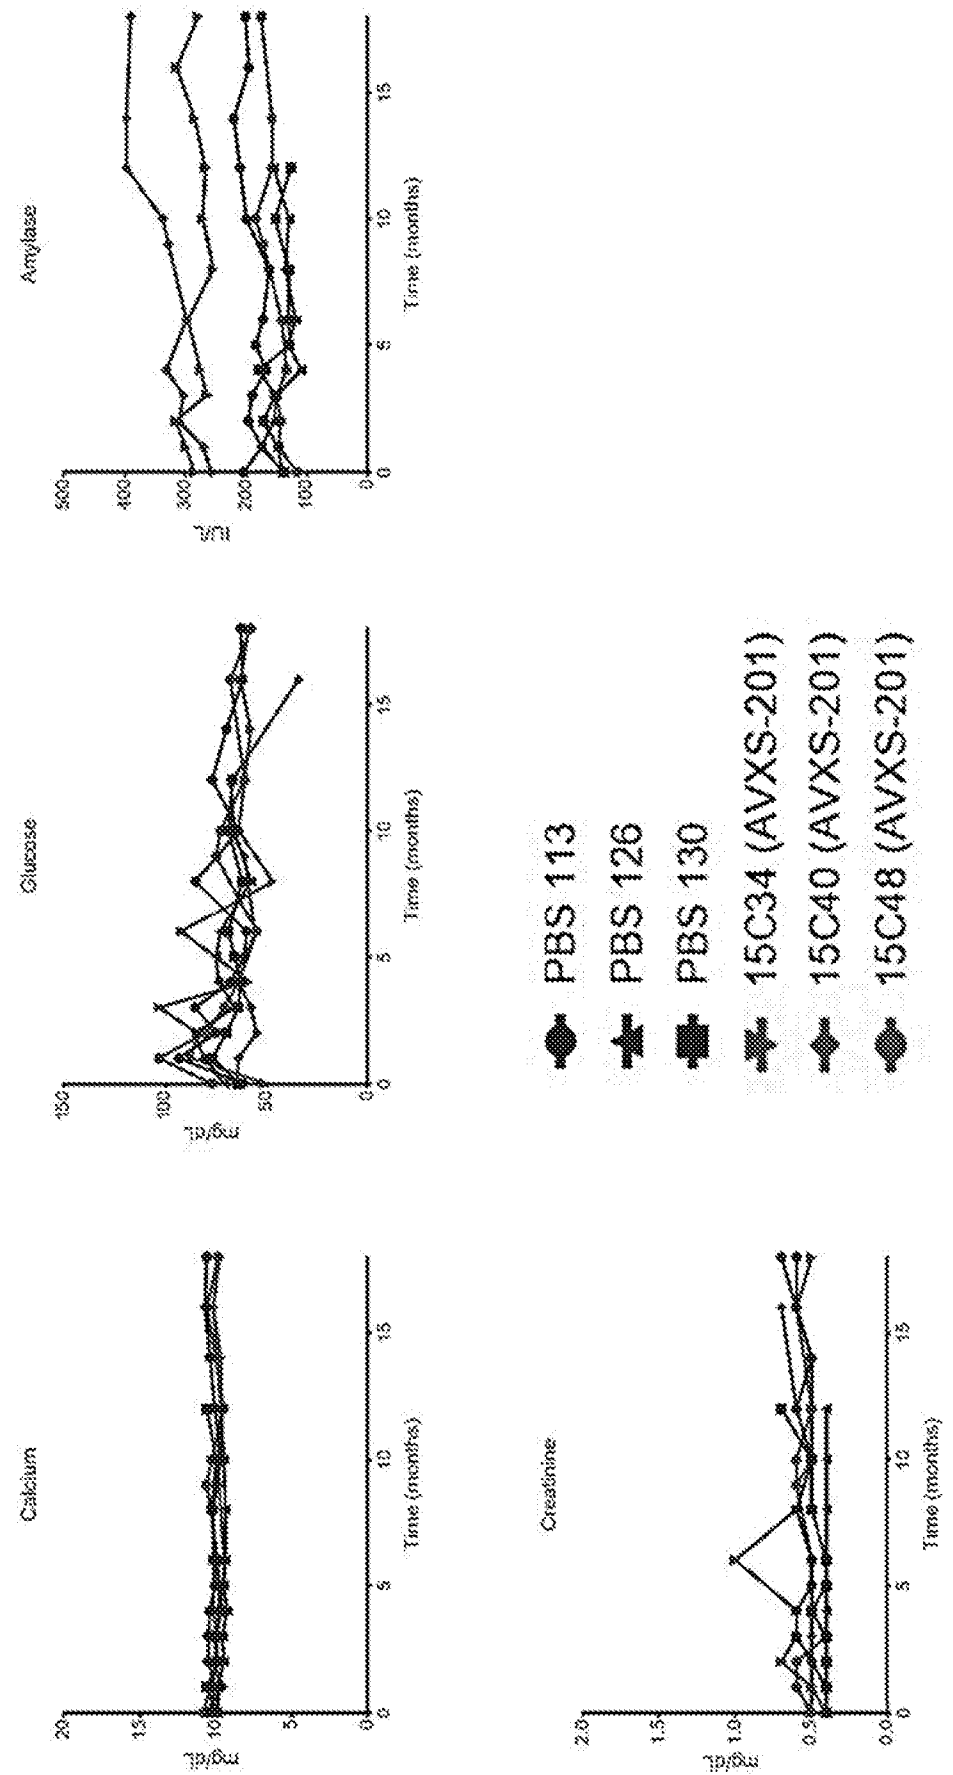 Calcium
mg/dL
20
15
10
5
0
0 5 10 15
Time (months)
Glucose
mg/dL
150
100
50
0
0 5 10 15
Time (months)
Amylase
IU/L
500
400
300
200
100
0
0 5 10 15
Time (months)
Creatinine
mg/dL
2.0
1.5
1.0
0.5
0.0
0 5 10 15
Time (months)
PBS 113
PBS 126
PBS 130
15C34 (AVXS-201)
15C40 (AVXS-201)
15C48 (AVXS-201)